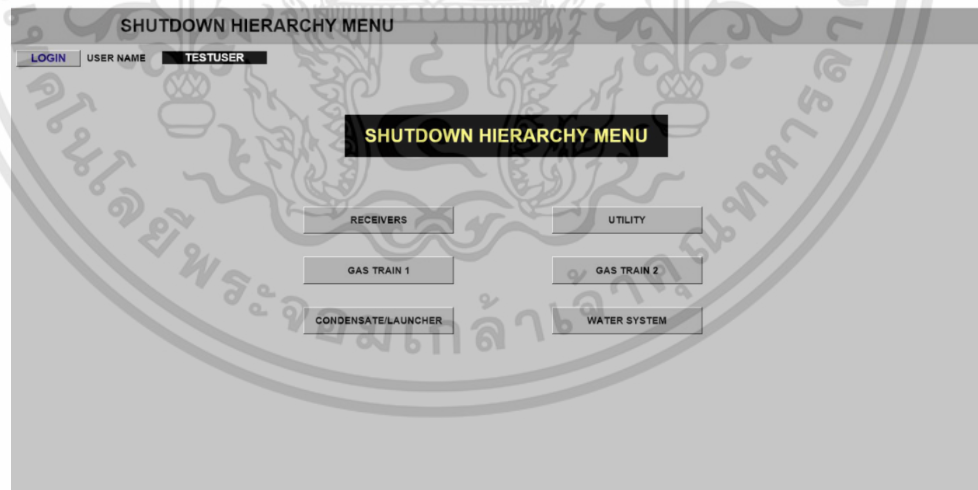 SHUTDOWN HIERARCHY MENU
LOGIN USER NAME TESTUSER
SHUTDOWN HIERARCHY MENU
RECEIVERS UTILITY
GAS TRAIN 1 GAS TRAIN 2
CONDENSATE/LAUNCHER WATER SYSTEM